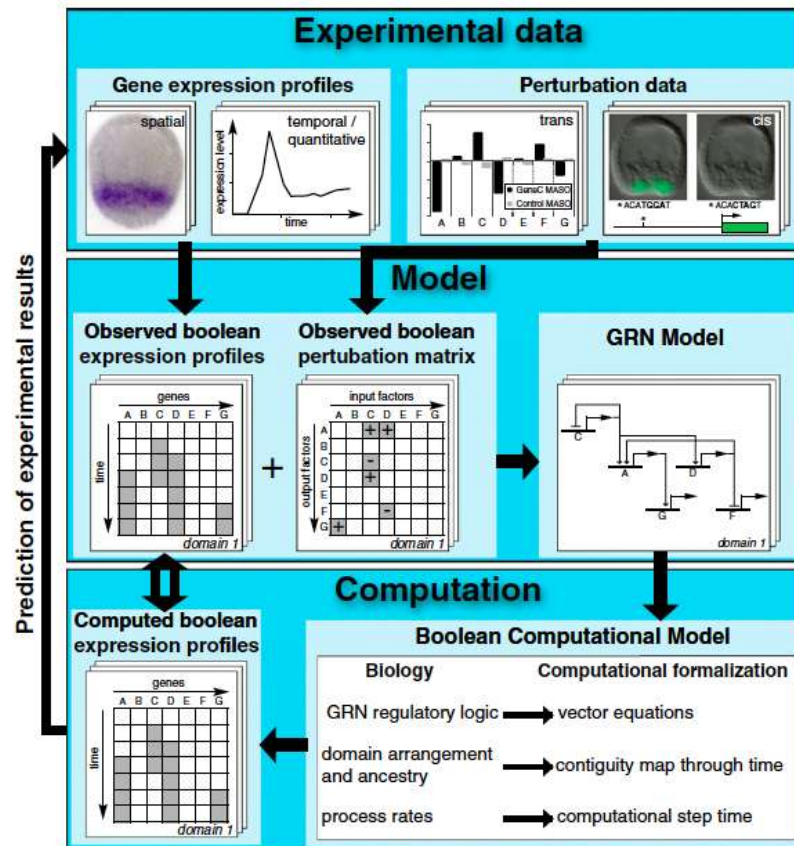 Experimental data
Gene expression profiles
Perturbation data
spatial
temporal /
quantitative
expression level
time
trans
GeneC MASO
Control MASO
A B C D E F G
cis
*ACATGGAT
*ACACTAGT
*
Model
Observed boolean
expression profiles
genes
A B C D E F G
time
domain 1
+
Observed boolean
pertubation matrix
input factors
A B C D E F G
output factors
A + +
B
C -
D +
E
F -
G +
domain 1
GRN Model
C
A
D
G
F
domain 1
Prediction of experimental results
Computation
Computed boolean
expression profiles
genes
A B C D E F G
time
domain 1
Boolean Computational Model
Biology Computational formalization
GRN regulatory logic vector equations
domain arrangement
and ancestry contiguity map through time
process rates computational step time